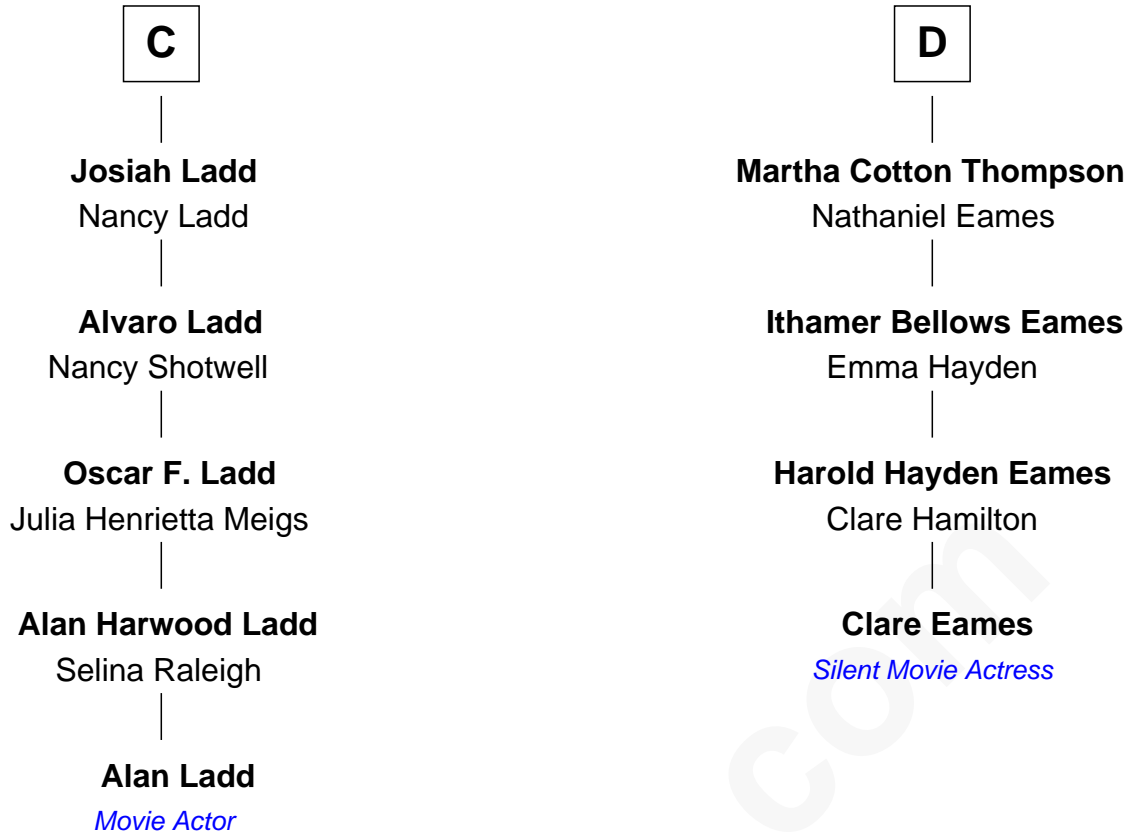 C
Josiah Ladd
Nancy Ladd
Alvaro Ladd
Nancy Shotwell
Oscar F. Ladd
Julia Henrietta Meigs
Alan Harwood Ladd
Selina Raleigh
Alan Ladd
Movie Actor
D
Martha Cotton Thompson
Nathaniel Eames
Ithamer Bellows Eames
Emma Hayden
Harold Hayden Eames
Clare Hamilton
Clare Eames
Silent Movie Actress
com